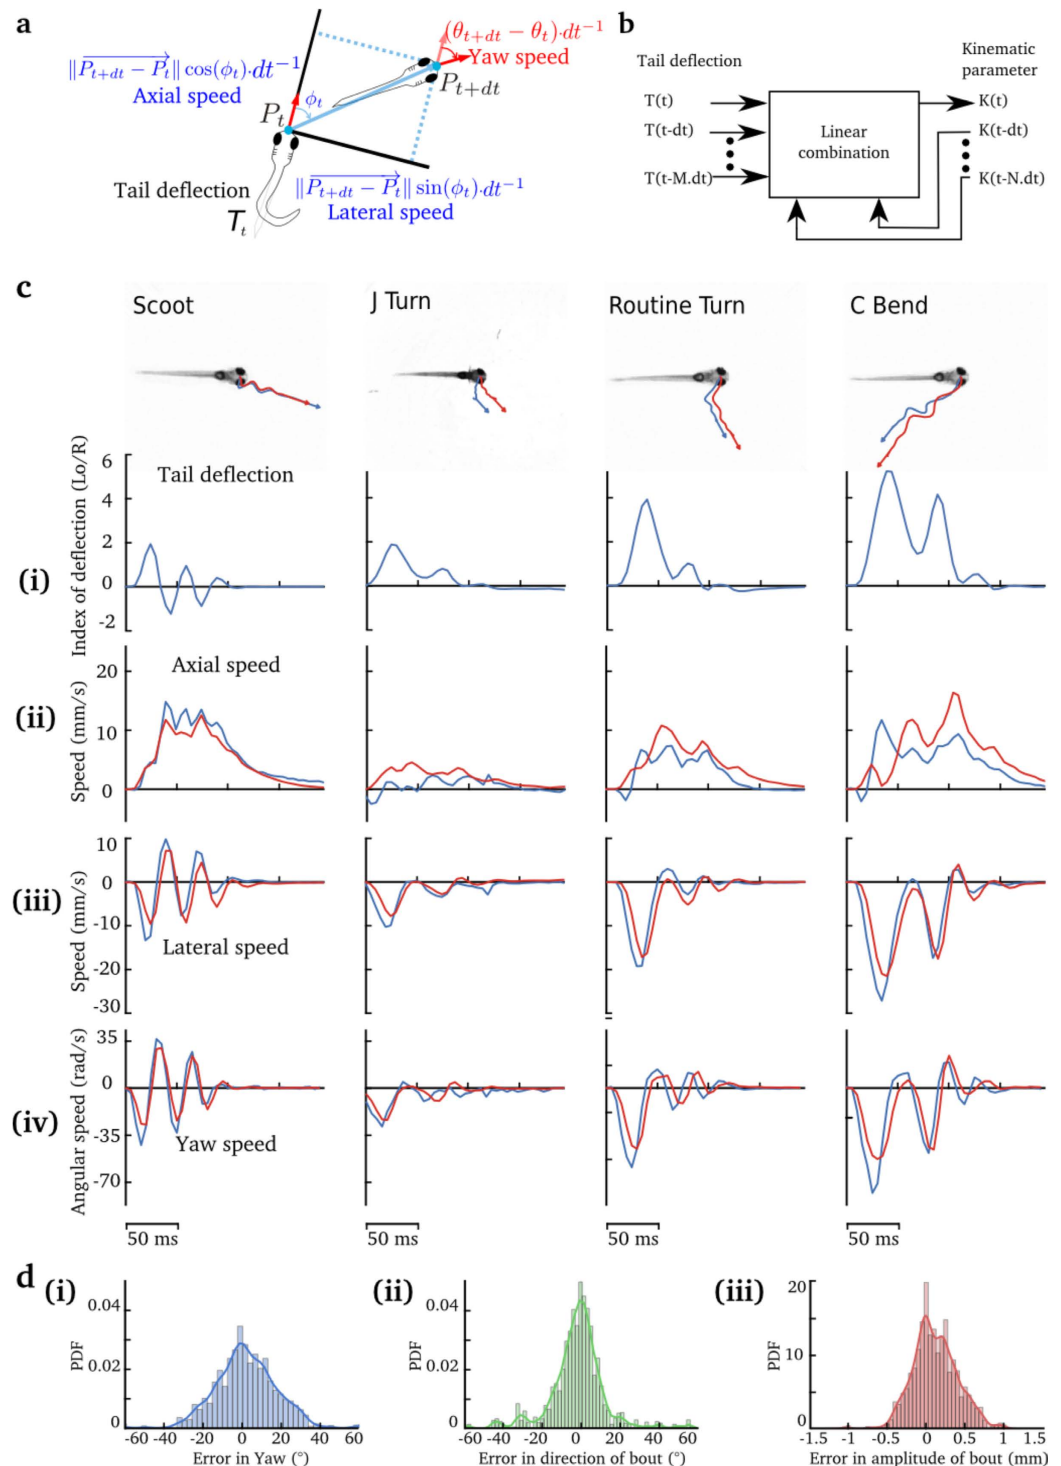 a
‖P_{t+dt} − P_t‖ cos(ϕ_t)·dt⁻¹
Axial speed
(θ_{t+dt} − θ_t)·dt⁻¹
Yaw speed
P_{t+dt}
P_t
ϕ_t
Tail deflection
T_t
‖P_{t+dt} − P_t‖ sin(ϕ_t)·dt⁻¹
Lateral speed
b
Tail deflection
Kinematic
parameter
T(t)
T(t-dt)
T(t-M.dt)
Linear
combination
K(t)
K(t-dt)
K(t-N.dt)
c
Scoot
J Turn
Routine Turn
C Bend
(i)
Index of deflection (Lo/R)
Tail deflection
6
4
2
0
-2
(ii)
Speed (mm/s)
Axial speed
20
10
0
(iii)
Speed (mm/s)
Lateral speed
10
0
-10
-20
-30
(iv)
Angular speed (rad/s)
Yaw speed
35
0
-35
-70
50 ms
50 ms
50 ms
50 ms
d
(i)
PDF
0.04
0.02
0
-60 -40 -20 0 20 40 60
Error in Yaw (°)
(ii)
PDF
0.04
0.02
0
-60 -40 -20 0 20 40 60
Error in direction of bout (°)
(iii)
PDF
20
10
0
-1.5 -1 -0.5 0 0.5 1 1.5
Error in amplitude of bout (mm)